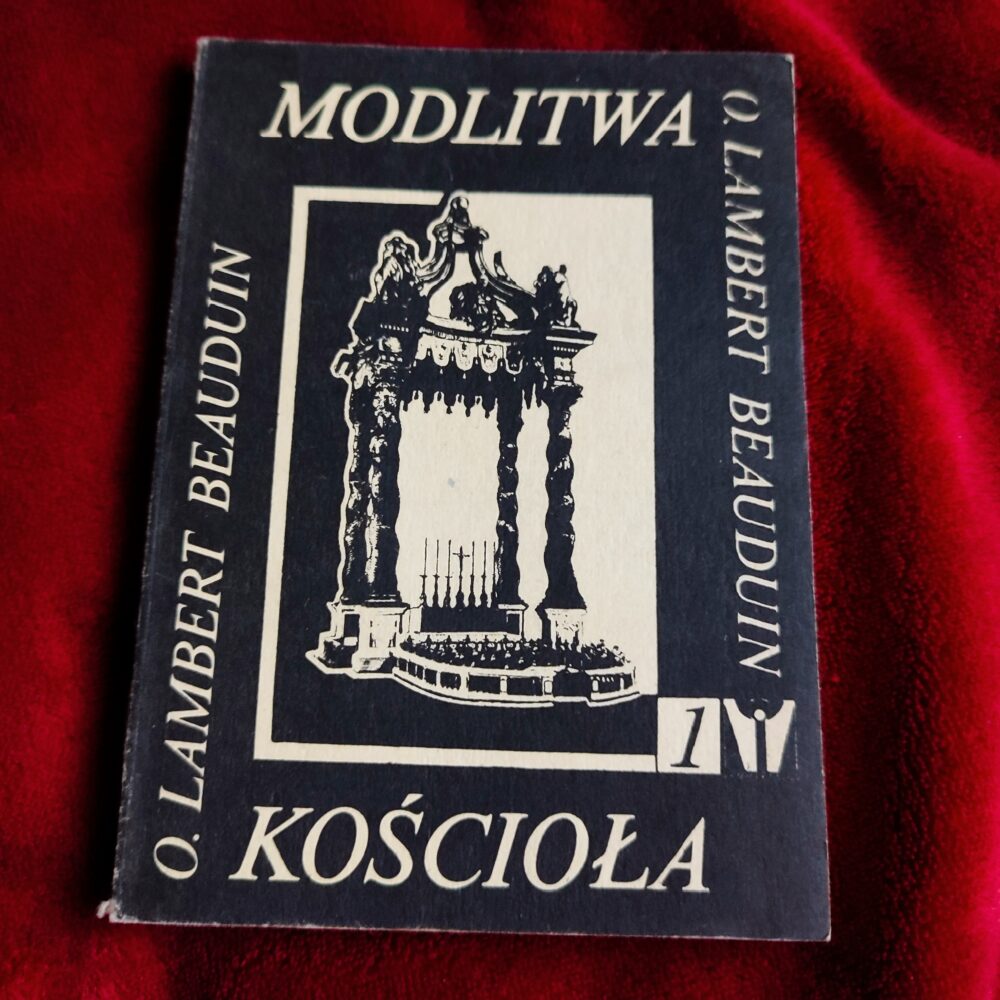 MODLITWA
O. LAMBERT BEAUDUIN
O. LAMBERT BEAUDUIN
1
KOŚCIOŁA